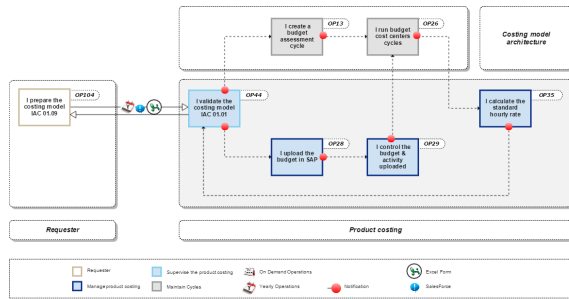 I create a
budget
assessment
cycle
OP13
I run budget
cost centers
cycles
OP26
Costing model
architecture
I prepare the
costing model
IAC 01.09
OP104
I validate the
costing model
IAC 01.01
OP44
I calculate the
standard
hourly rate
OP35
I upload the
budget in SAP
OP28
I control the
budget &
activity
uploaded
OP29
Requester
Product costing
Requester
Supervise the product costing
On Demand Operations
Excel Form
Manage product costing
Maintain Cycles
Yearly Operations
Notification
SalesForce